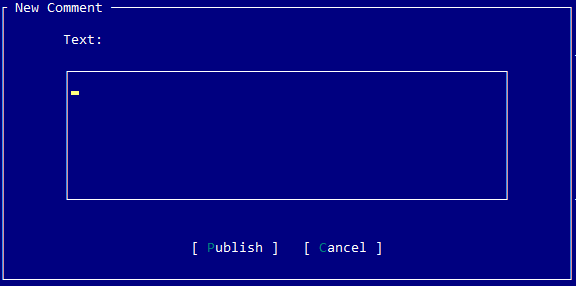 New Comment
Text:
[ Publish ] [ Cancel ]